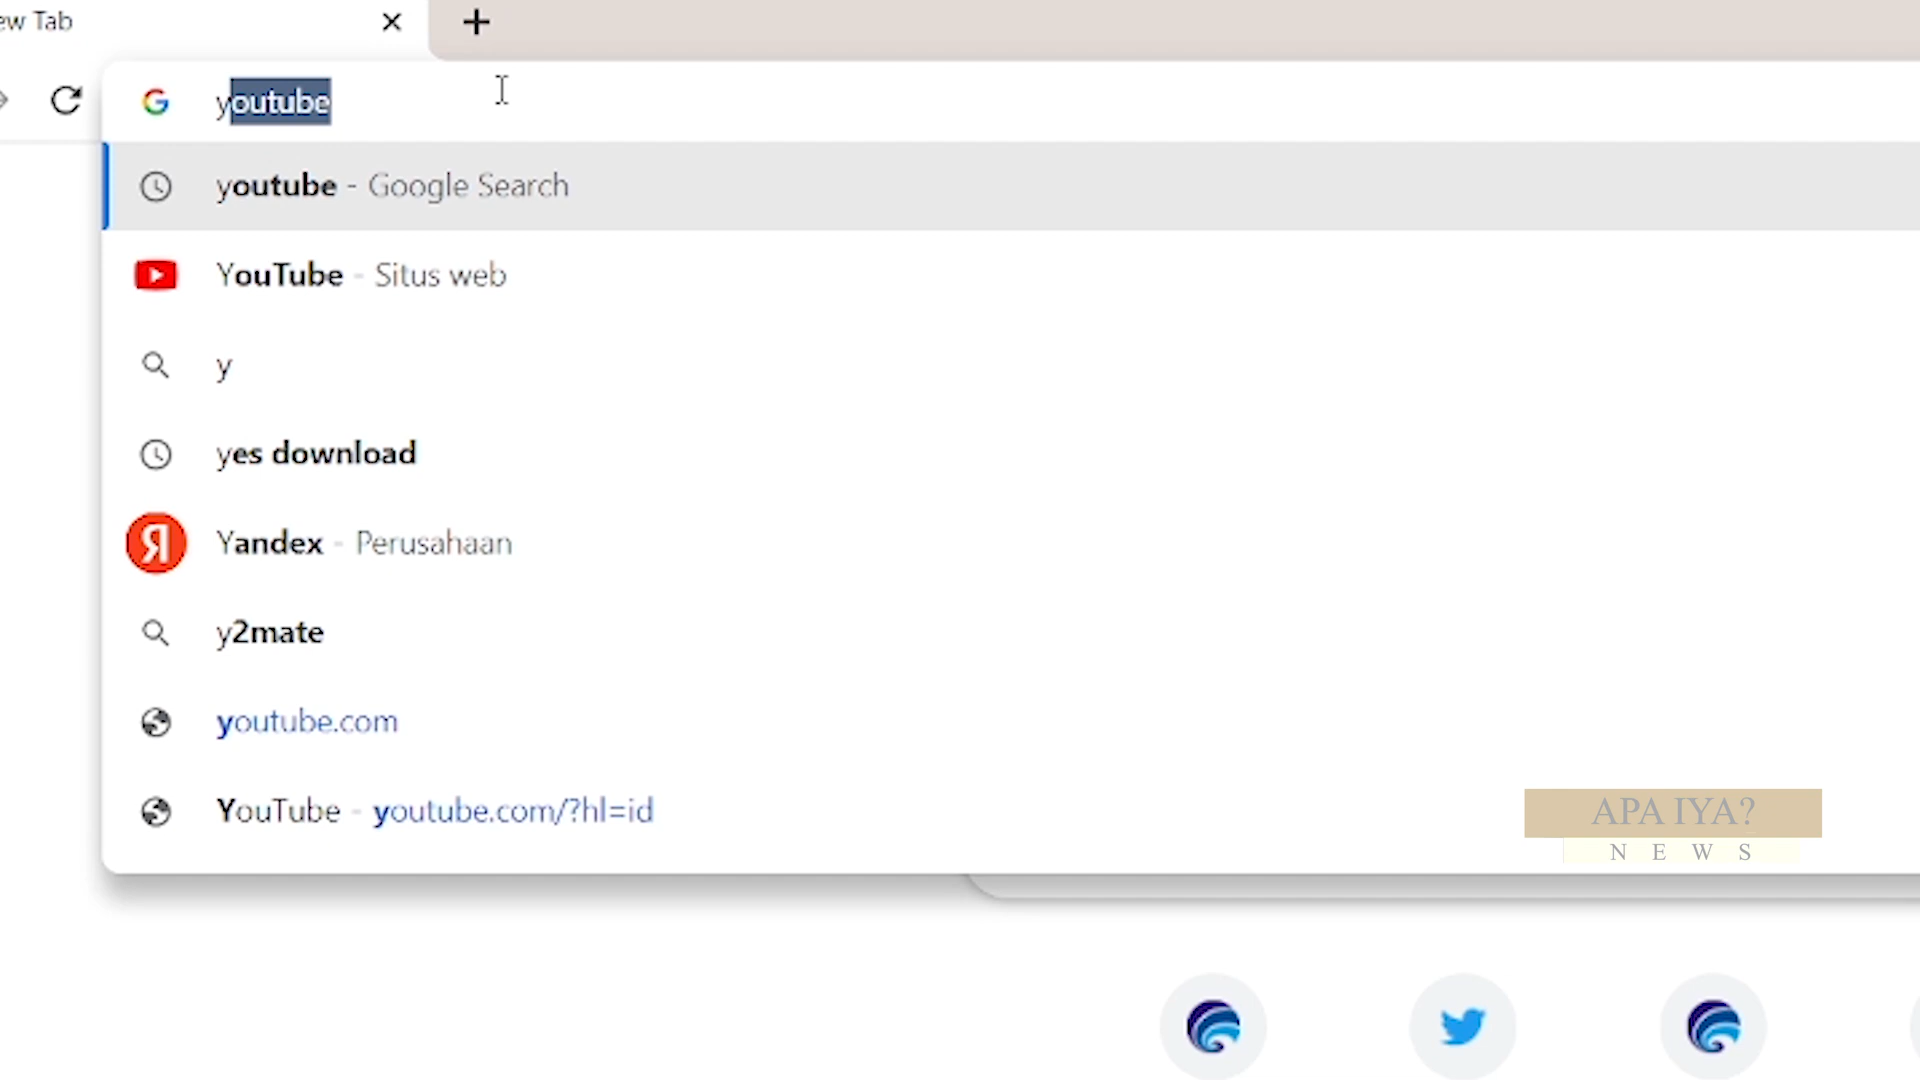 ew Tab
youtube
youtube - Google Search
YouTube - Situs web
y
yes download
Yandex - Perusahaan
y2mate
youtube.com
YouTube - youtube.com/?hl=id
APA IYA?
NEWS